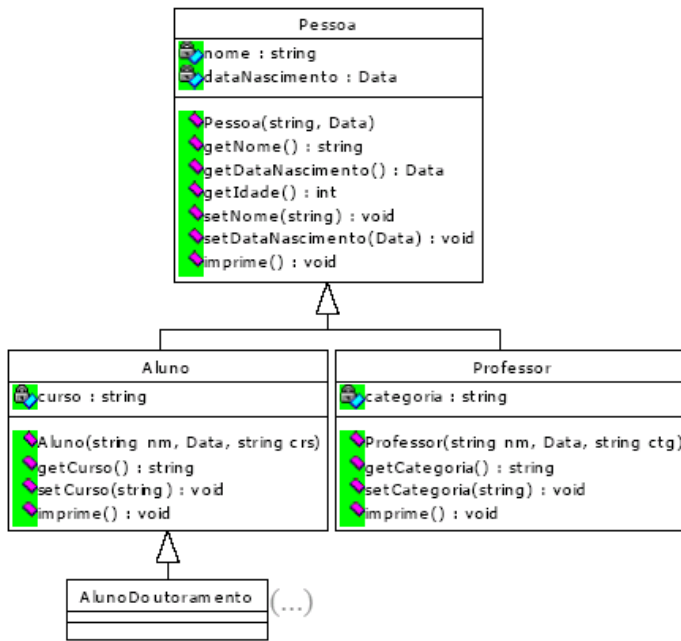 Pessoa
nome : string
dataNascimento : Data
Pessoa(string, Data)
getNome() : string
getDataNascimento() : Data
getIdade() : int
setNome(string) : void
setDataNascimento(Data) : void
imprime() : void
Aluno
curso : string
Aluno(string nm, Data, string crs)
getCurso() : string
setCurso(string) : void
imprime() : void
Professor
categoria : string
Professor(string nm, Data, string ctg)
getCategoria() : string
setCategoria(string) : void
imprime() : void
AlunoDoutoramento (...)